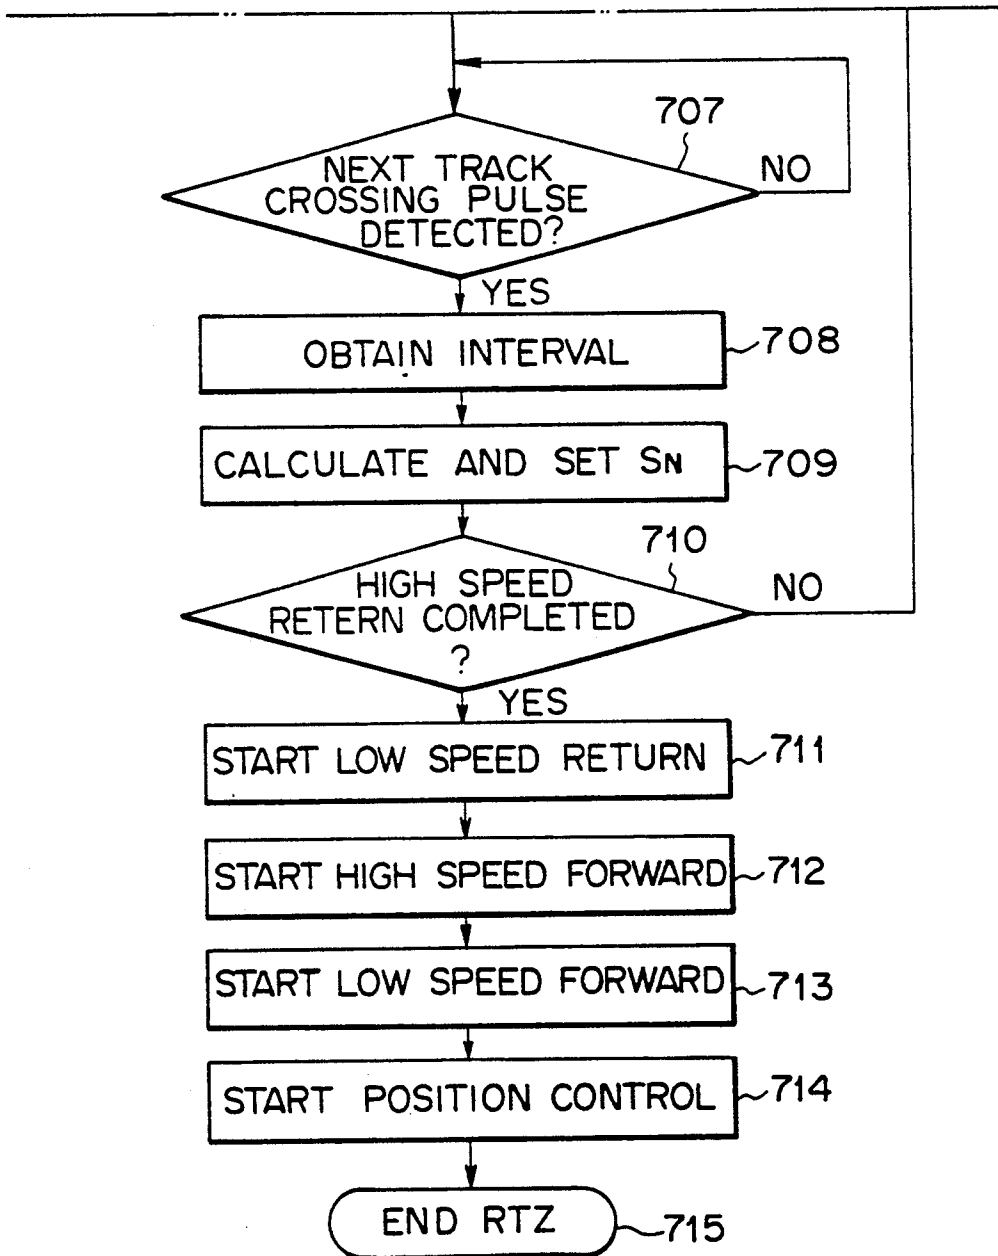 707
NEXT TRACK
CROSSING PULSE
DETECTED?
NO
YES
OBTAIN INTERVAL
708
CALCULATE AND SET SN
709
710
HIGH SPEED
RETERN COMPLETED
?
NO
YES
START LOW SPEED RETURN
711
START HIGH SPEED FORWARD
712
START LOW SPEED FORWARD
713
START POSITION CONTROL
714
END RTZ
715